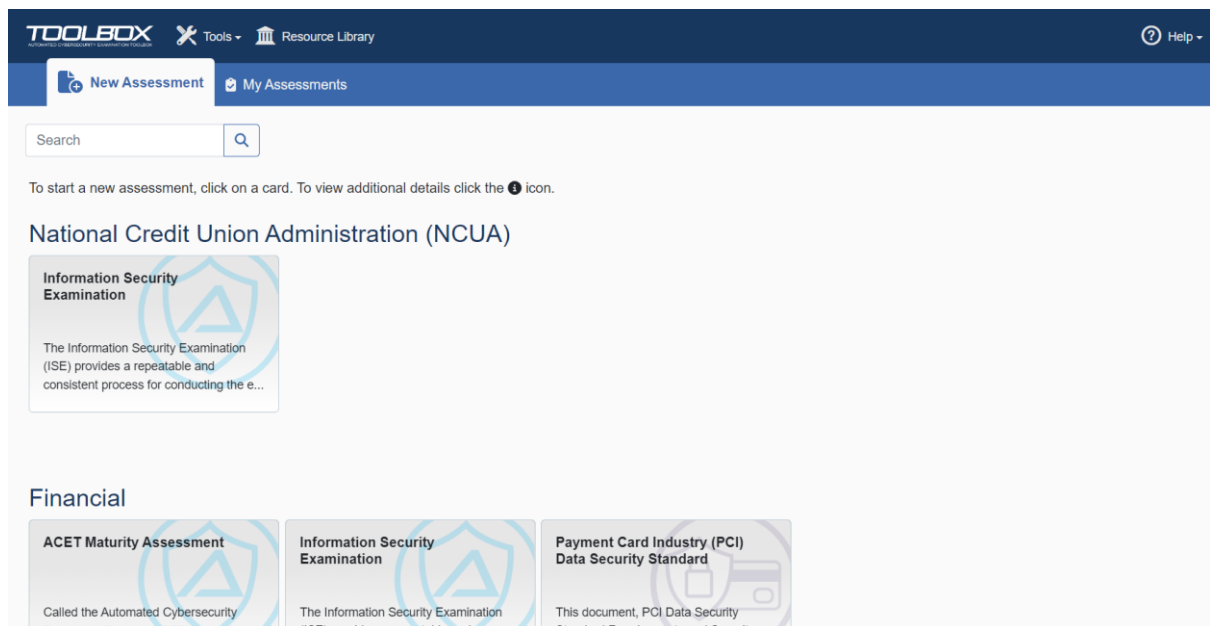 TOOLBOX
AUTOMATED CYBERSECURITY EXAMINATION TOOLBOX
Tools
Resource Library
Help
New Assessment
My Assessments
Search
To start a new assessment, click on a card. To view additional details click the icon.
National Credit Union Administration (NCUA)
Information Security
Examination
The Information Security Examination
(ISE) provides a repeatable and
consistent process for conducting the e...
Financial
ACET Maturity Assessment
Called the Automated Cybersecurity
Information Security
Examination
The Information Security Examination
Payment Card Industry (PCI)
Data Security Standard
This document, PCI Data Security